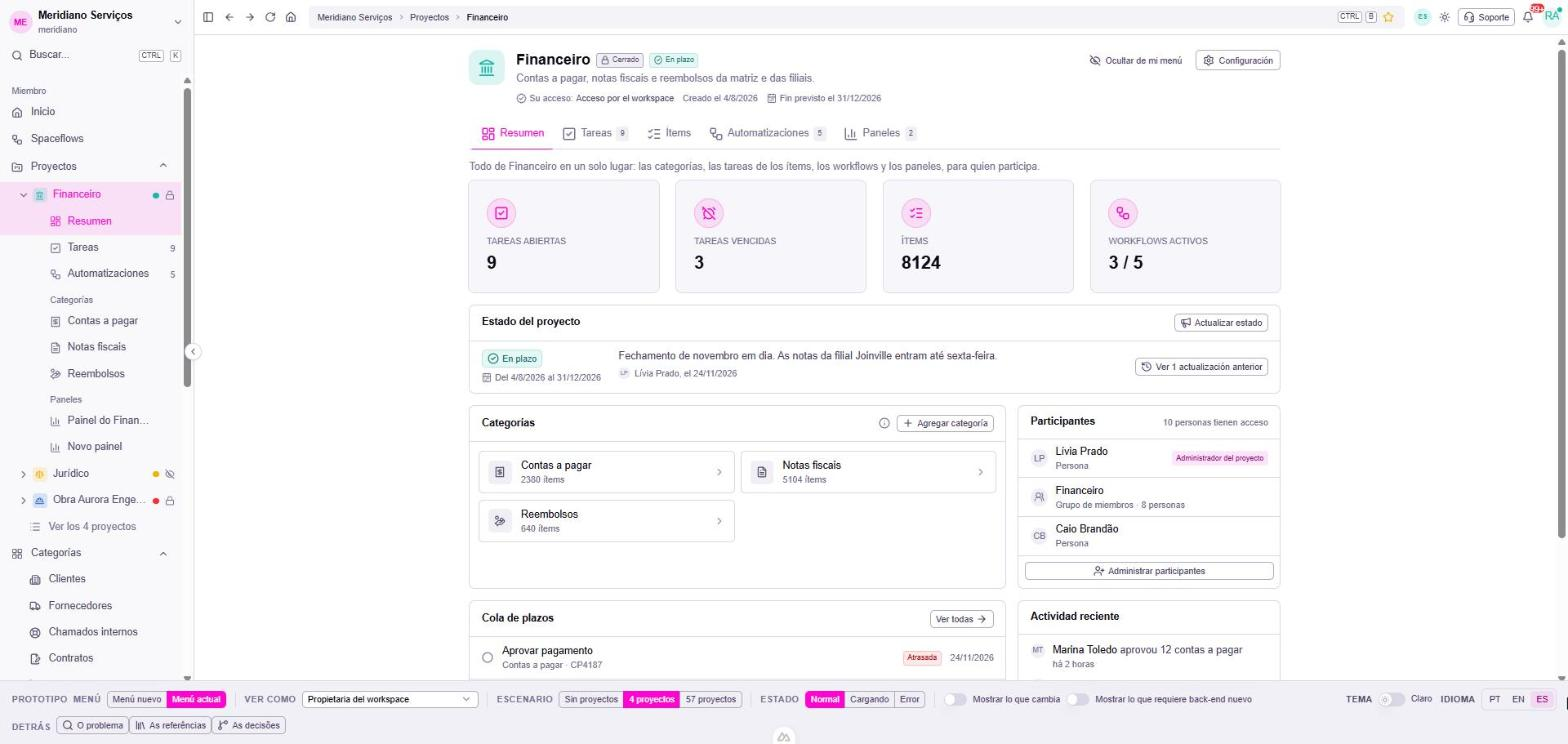 ME
Meridiano Serviços
meridiano
Buscar...
CTRL K
Miembro
Inicio
Spaceflows
Proyectos
Financeiro
Resumen
Tareas 9
Automatizaciones 5
Categorías
Contas a pagar
Notas fiscais
Reembolsos
Paneles
Painel do Finan...
Novo painel
Jurídico
Obra Aurora Enge...
Ver los 4 proyectos
Categorías
Clientes
Fornecedores
Chamados internos
Contratos
Meridiano Serviços > Proyectos > Financeiro
CTRL B
ES
Soporte
99+
RA
Financeiro
Cerrado
En plazo
Contas a pagar, notas fiscais e reembolsos da matriz e das filiais.
Su acceso: Acceso por el workspace Creado el 4/8/2026 Fin previsto el 31/12/2026
Ocultar de mi menú
Configuración
Resumen
Tareas 9
Ítems
Automatizaciones 5
Paneles 2
Todo de Financeiro en un solo lugar: las categorías, las tareas de los ítems, los workflows y los paneles, para quien participa.
TAREAS ABIERTAS
9
TAREAS VENCIDAS
3
ÍTEMS
8124
WORKFLOWS ACTIVOS
3 / 5
Estado del proyecto
Actualizar estado
En plazo
Del 4/8/2026 al 31/12/2026
Fechamento de novembro em dia. As notas da filial Joinville entram até sexta-feira.
LP Lívia Prado, el 24/11/2026
Ver 1 actualización anterior
Categorías
Agregar categoría
Contas a pagar
2380 ítems
Notas fiscais
5104 ítems
Reembolsos
640 ítems
Participantes
10 personas tienen acceso
LP
Lívia Prado
Persona
Administrador del proyecto
Financeiro
Grupo de miembros · 8 personas
CB
Caio Brandão
Persona
Administrar participantes
Cola de plazos
Ver todas
Aprovar pagamento
Contas a pagar · CP4187
Atrasada
24/11/2026
Actividad reciente
MT
Marina Toledo aprovou 12 contas a pagar
há 2 horas
PROTOTIPO MENÚ Menú nuevo Menú actual
VER COMO Propietaria del workspace
ESCENARIO Sin proyectos 4 proyectos 57 proyectos
ESTADO Normal Cargando Error
Mostrar lo que cambia
Mostrar lo que requiere back-end nuevo
TEMA Claro IDIOMA PT EN ES
DETRÁS O problema As referências As decisões